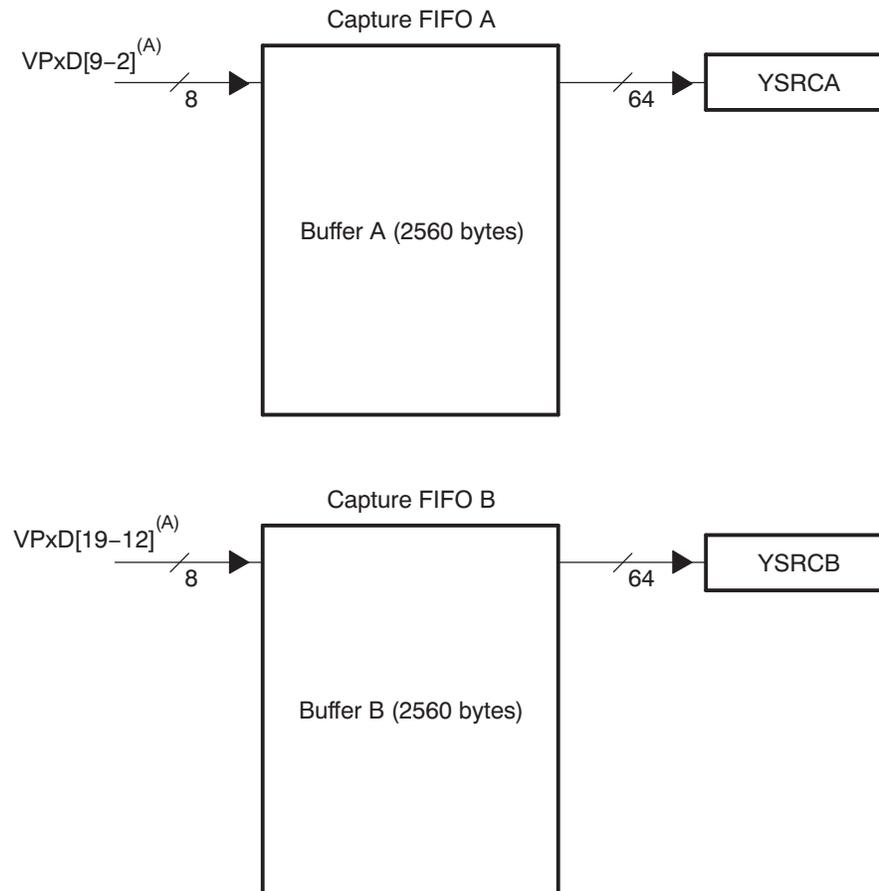 Capture FIFO A
VPxD[9–2](A)
8
64
YSRCA
Buffer A (2560 bytes)
Capture FIFO B
VPxD[19–12](A)
8
64
YSRCB
Buffer B (2560 bytes)